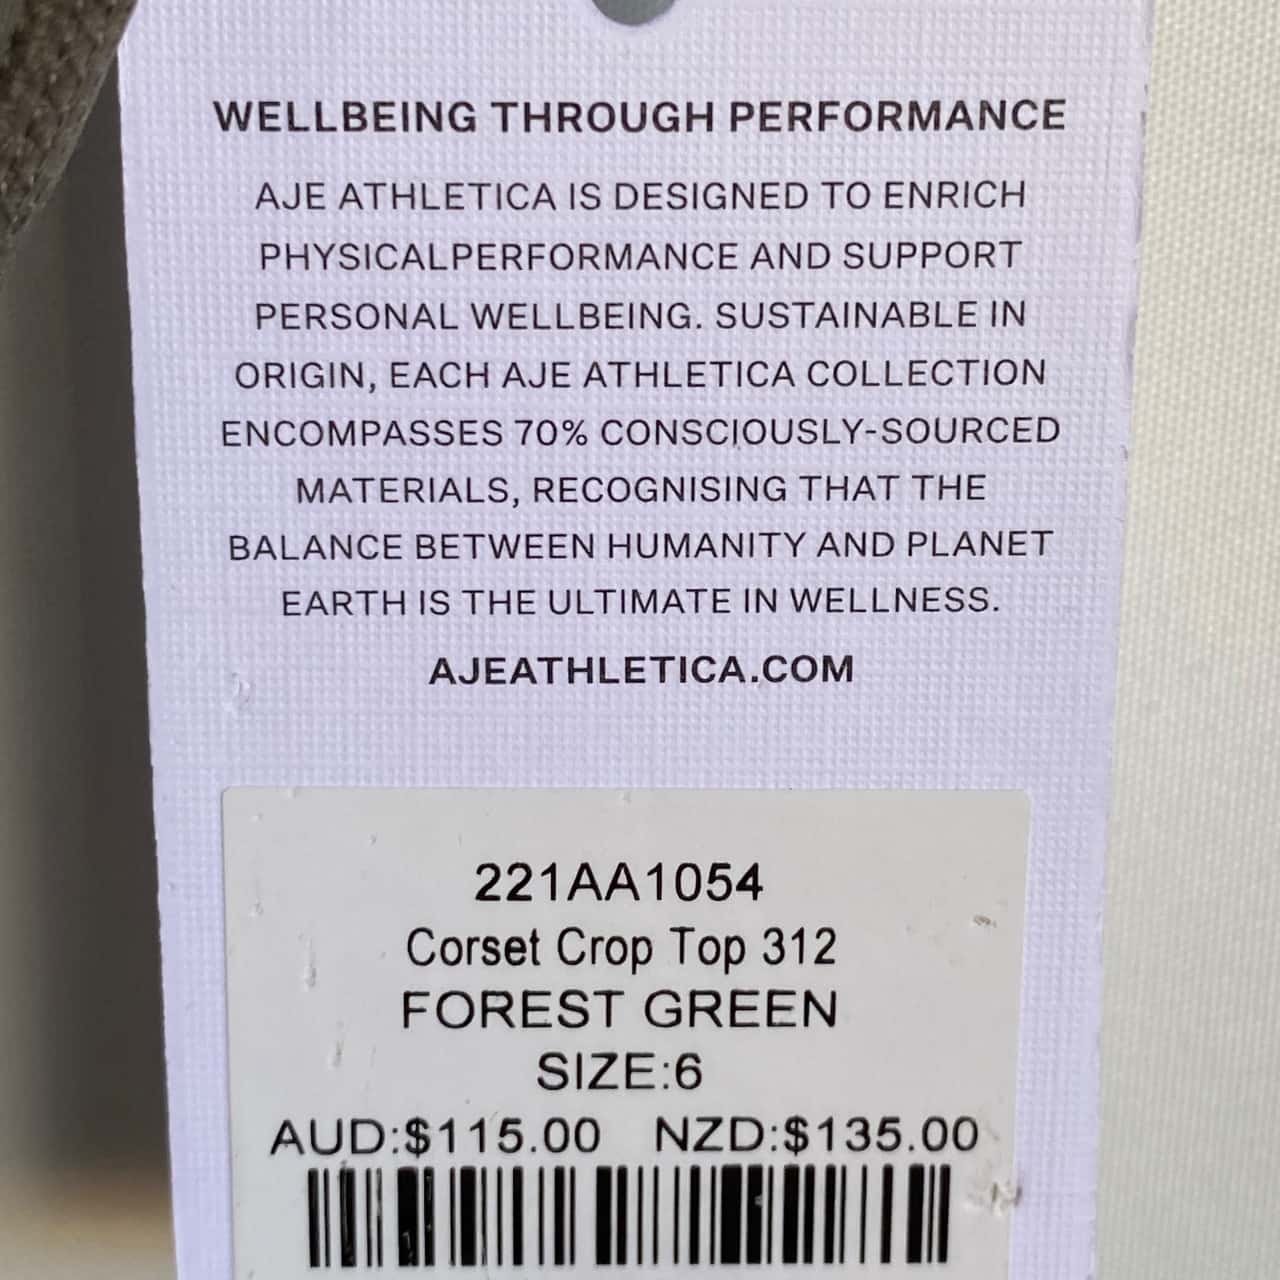 WELLBEING THROUGH PERFORMANCE
AJE ATHLETICA IS DESIGNED TO ENRICH
PHYSICALPERFORMANCE AND SUPPORT
PERSONAL WELLBEING. SUSTAINABLE IN
ORIGIN, EACH AJE ATHLETICA COLLECTION
ENCOMPASSES 70% CONSCIOUSLY-SOURCED
MATERIALS, RECOGNISING THAT THE
BALANCE BETWEEN HUMANITY AND PLANET
EARTH IS THE ULTIMATE IN WELLNESS.
AJEATHLETICA.COM
221AA1054
Corset Crop Top 312
FOREST GREEN
SIZE:6
AUD:$115.00 NZD:$135.00